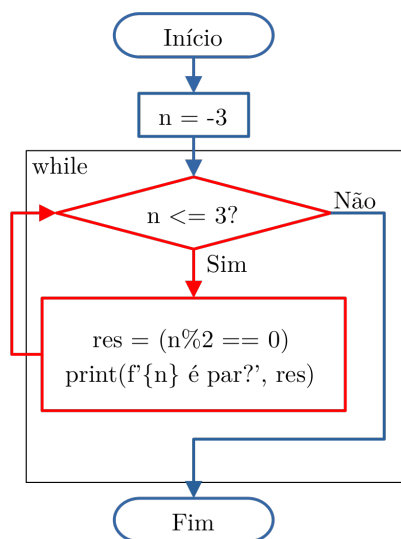 Início
n = -3
while
n <= 3?
Não
Sim
res = (n%2 == 0)
print(f'{n} é par?', res)
Fim